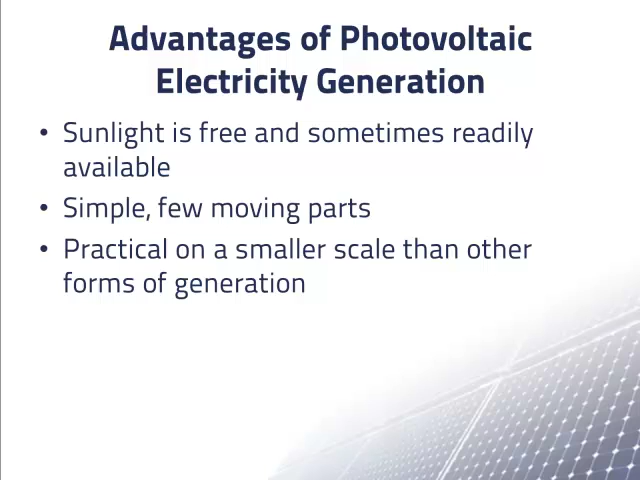 Advantages of Photovoltaic
Electricity Generation
• Sunlight is free and sometimes readily
available
• Simple, few moving parts
• Practical on a smaller scale than other
forms of generation